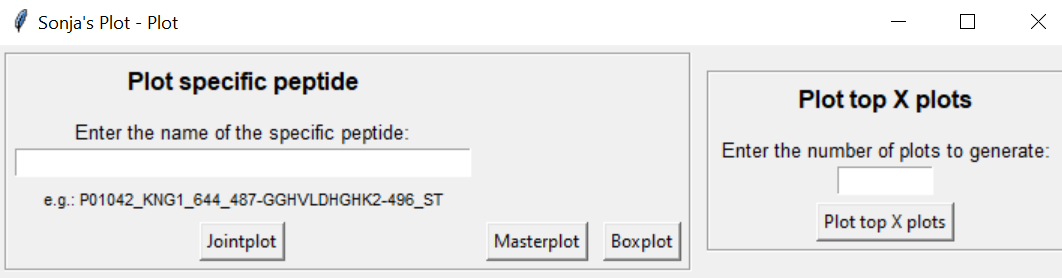 Sonja's Plot - Plot
Plot specific peptide
Enter the name of the specific peptide:
e.g.: P01042_KNG1_644_487-GGHVLDHGHK2-496_ST
Jointplot
Masterplot
Boxplot
Plot top X plots
Enter the number of plots to generate:
Plot top X plots